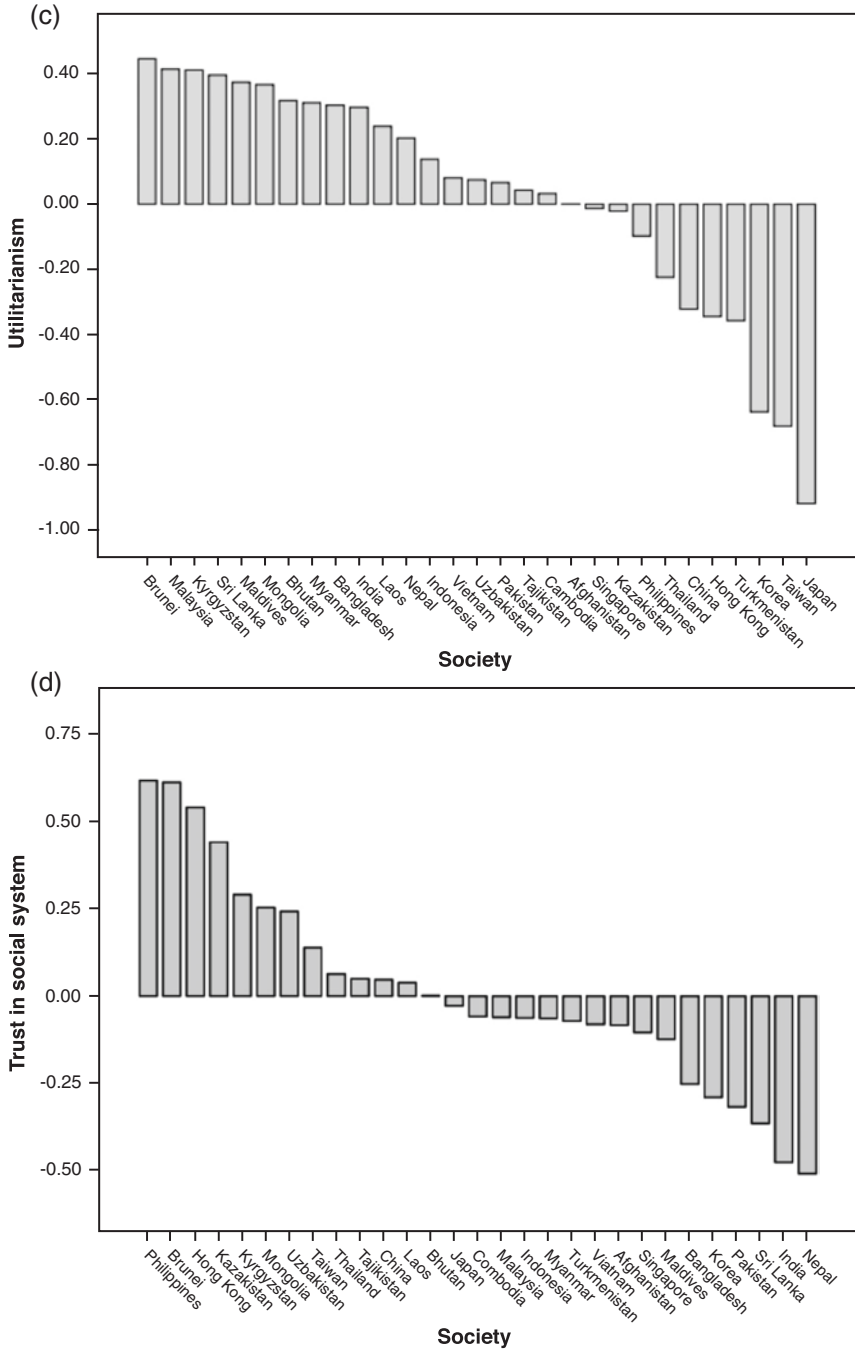 (c)
0.40
0.20
0.00
-0.20
-0.40
-0.60
-0.80
-1.00
Utilitarianism
Brunei
Malaysia
Kyrgyzstan
Sri Lanka
Maldives
Mongolia
Bhutan
Myanmar
Bangladesh
India
Laos
Nepal
Indonesia
Vietnam
Uzbakistan
Pakistan
Tajikistan
Cambodia
Afghanistan
Singapore
Kazakistan
Philippines
Thailand
China
Hong Kong
Turkmenistan
Korea
Taiwan
Japan
Society
(d)
0.75
0.50
0.25
0.00
-0.25
-0.50
Trust in social system
Philippines
Brunei
Hong Kong
Kazakistan
Kyrgyzstan
Mongolia
Uzbakistan
Taiwan
Thailand
Tajikistan
China
Laos
Bhutan
Japan
Combodia
Malaysia
Indonesia
Myanmar
Turkmenistan
Viatnam
Afghanistan
Singapore
Maldives
Bangladesh
Korea
Pakistan
Sri Lanka
India
Nepal
Society